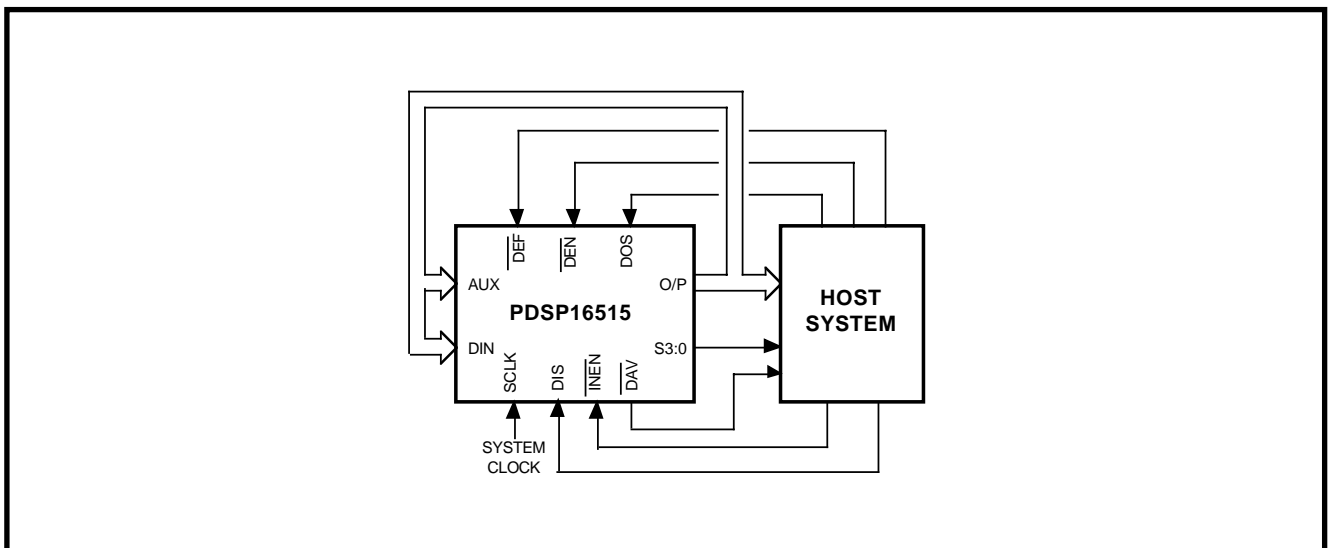 DEF
DEN
DOS
AUX
O/P
PDSP16515
HOST
SYSTEM
DIN
S3:0
SCLK
DIS
INEN
DAV
SYSTEM
CLOCK